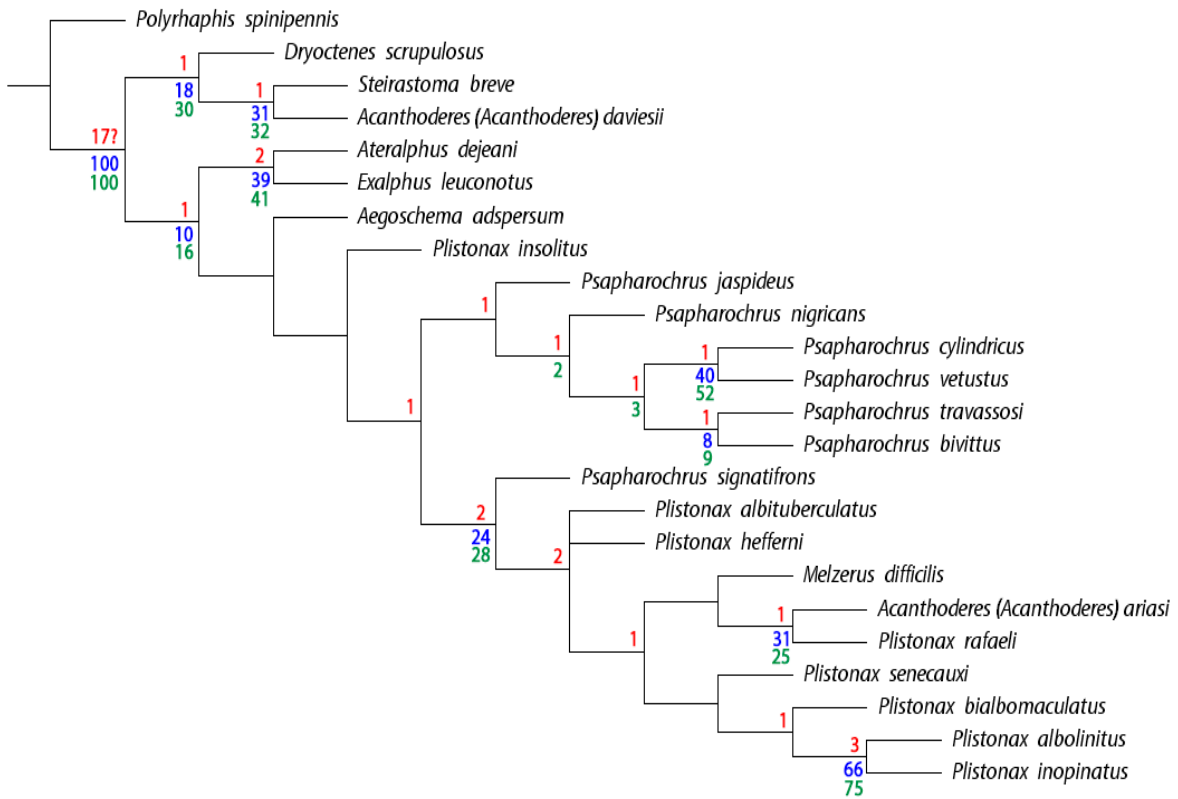 Polyrhaphis spinipennis
Dryoctenes scrupulosus
1
18
30
Steirastoma breve
1
31
32
Acanthoderes (Acanthoderes) daviesii
17?
100
100
Ateralphus dejeani
2
39
41
Exalphus leuconotus
1
10
16
Aegoschema adspersum
Plistonax insolitus
Psapharochrus jaspideus
1
Psapharochrus nigricans
1
2
Psapharochrus cylindricus
1
40
52
Psapharochrus vetustus
1
3
Psapharochrus travassosi
1
8
9
Psapharochrus bivittus
1
Psapharochrus signatifrons
2
24
28
Plistonax albituberculatus
Plistonax hefferni
2
Melzerus difficilis
Acanthoderes (Acanthoderes) ariasi
1
31
25
Plistonax rafaeli
1
Plistonax senecauxi
Plistonax bialbomaculatus
1
Plistonax albolinitus
3
66
75
Plistonax inopinatus